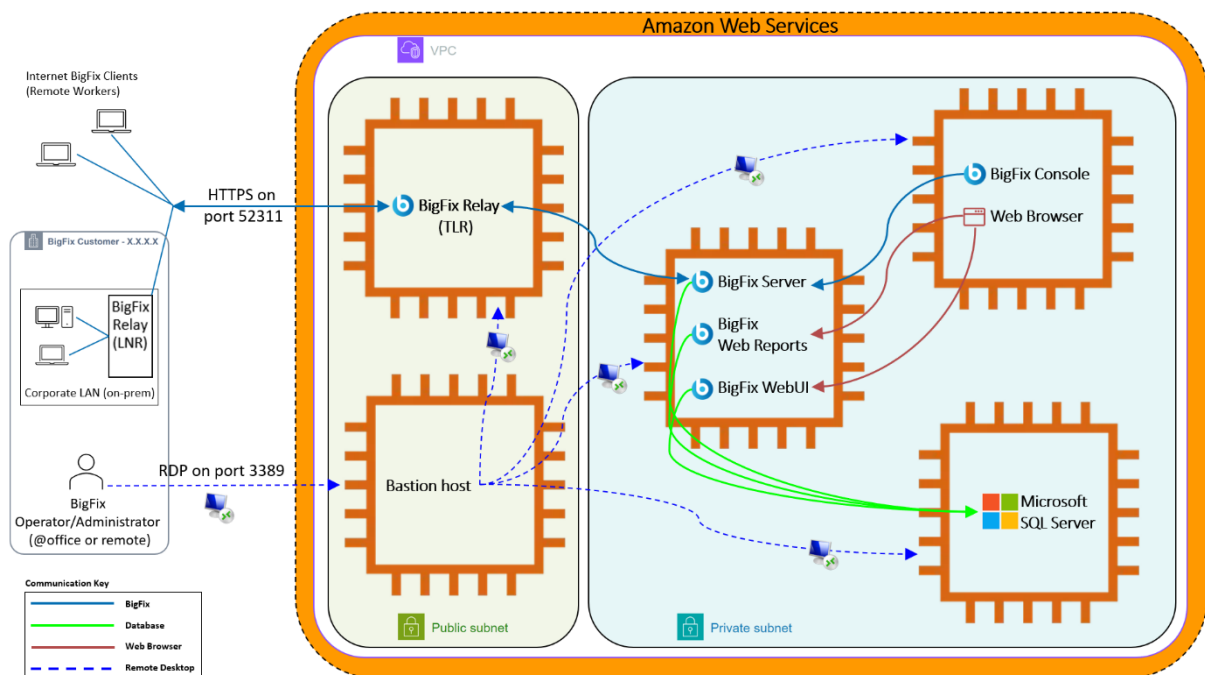 Amazon Web Services
VPC
Internet BigFix Clients
(Remote Workers)
HTTPS on
port 52311
BigFix Relay
(TLR)
BigFix Console
Web Browser
BigFix Customer - X.X.X.X
BigFix
Relay
(LNR)
Corporate LAN (on-prem)
BigFix Server
BigFix
Web Reports
BigFix WebUI
RDP on port 3389
Bastion host
BigFix
Operator/Administrator
(@office or remote)
Microsoft
SQL Server
Communication Key
BigFix
Database
Web Browser
Remote Desktop
Public subnet
Private subnet